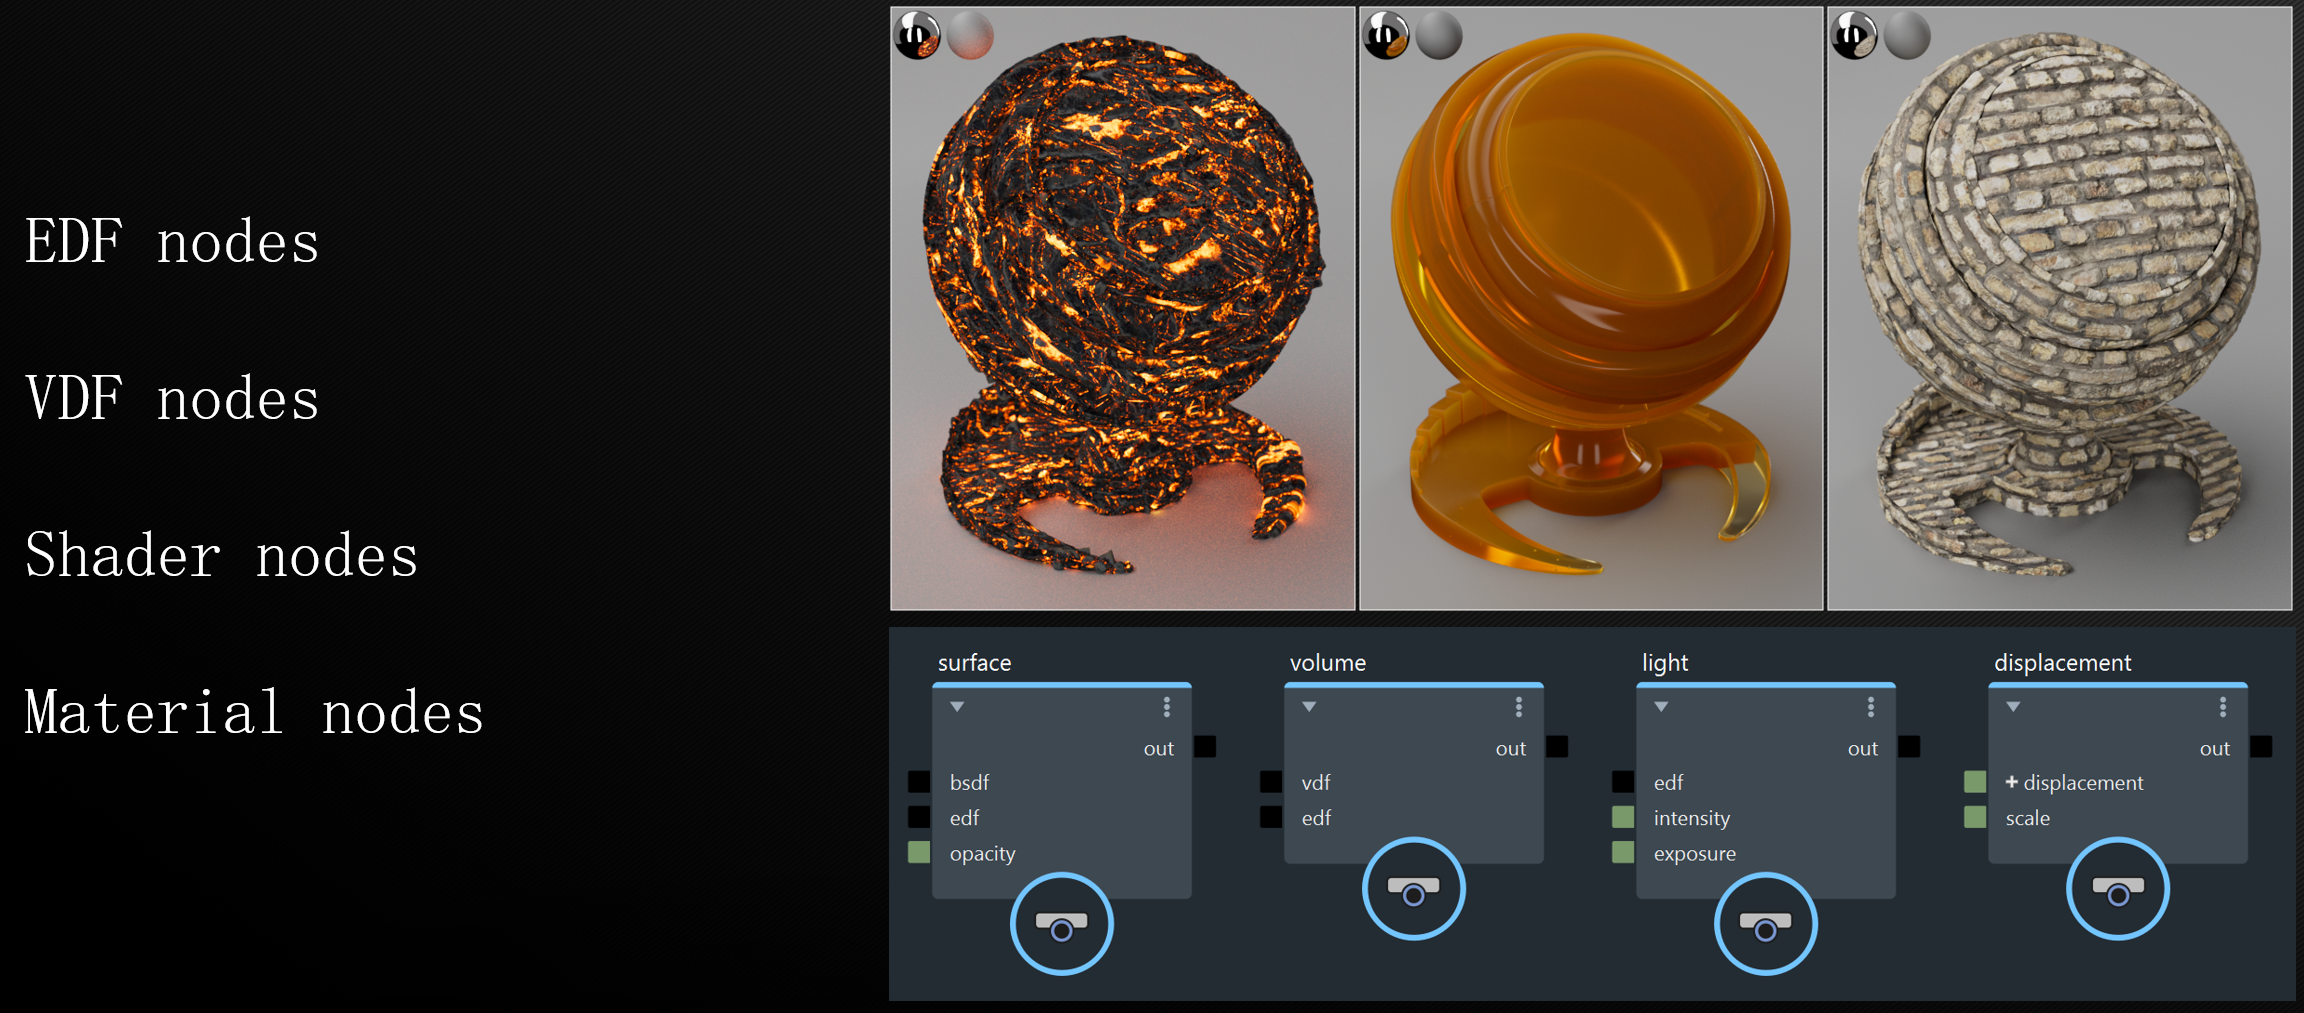 EDF nodes
VDF nodes
Shader nodes
Material nodes
surface
out
bsdf
edf
opacity
volume
out
vdf
edf
light
out
edf
intensity
exposure
displacement
out
+ displacement
scale